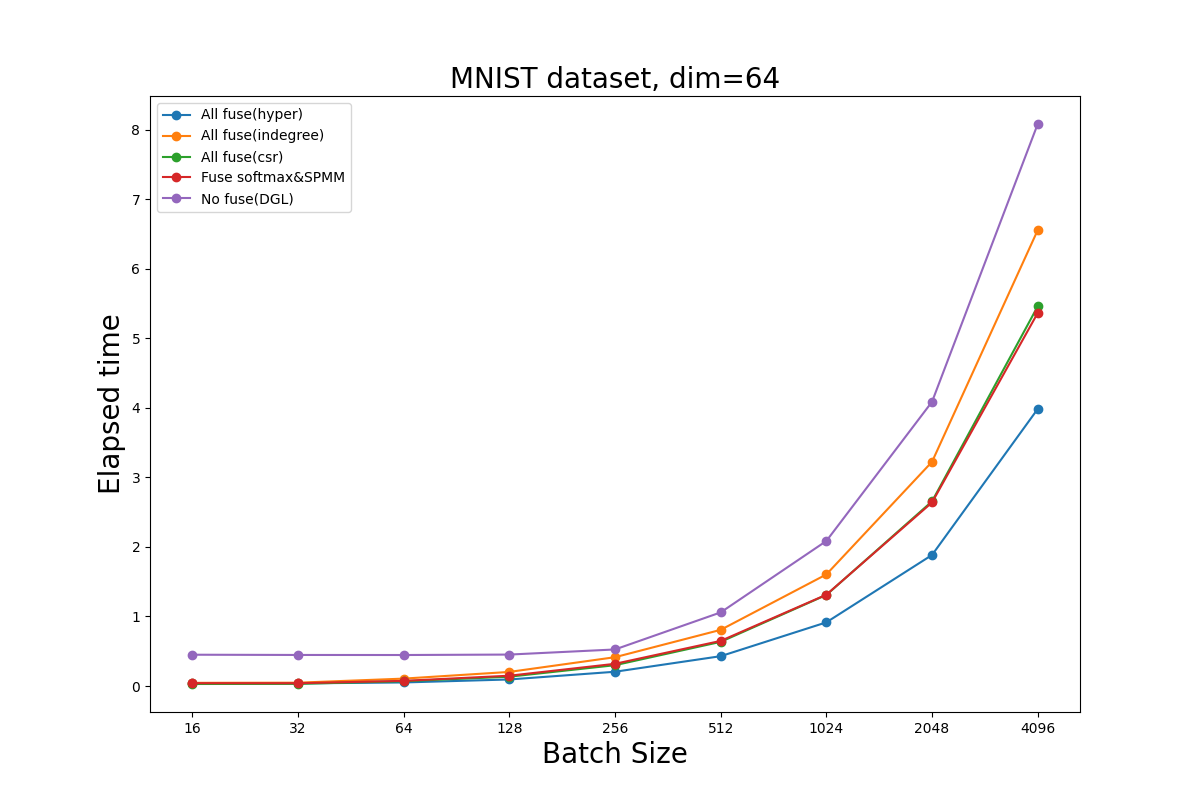 MNIST dataset, dim=64
All fuse(hyper)
All fuse(indegree)
All fuse(csr)
Fuse softmax&SPMM
No fuse(DGL)
Elapsed time
8
7
6
5
4
3
2
1
0
16 32 64 128 256 512 1024 2048 4096
Batch Size